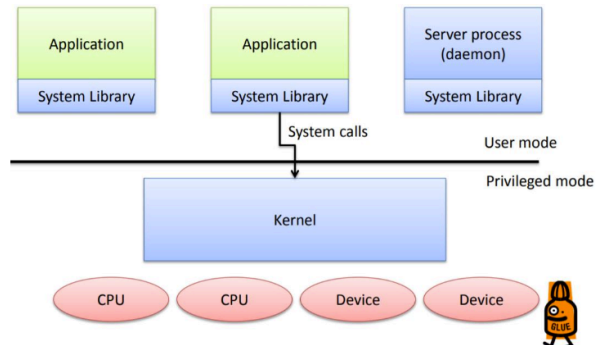 Application
Application
Server process
(daemon)
System Library
System Library
System Library
System calls
User mode
Privileged mode
Kernel
CPU
CPU
Device
Device
GLUE